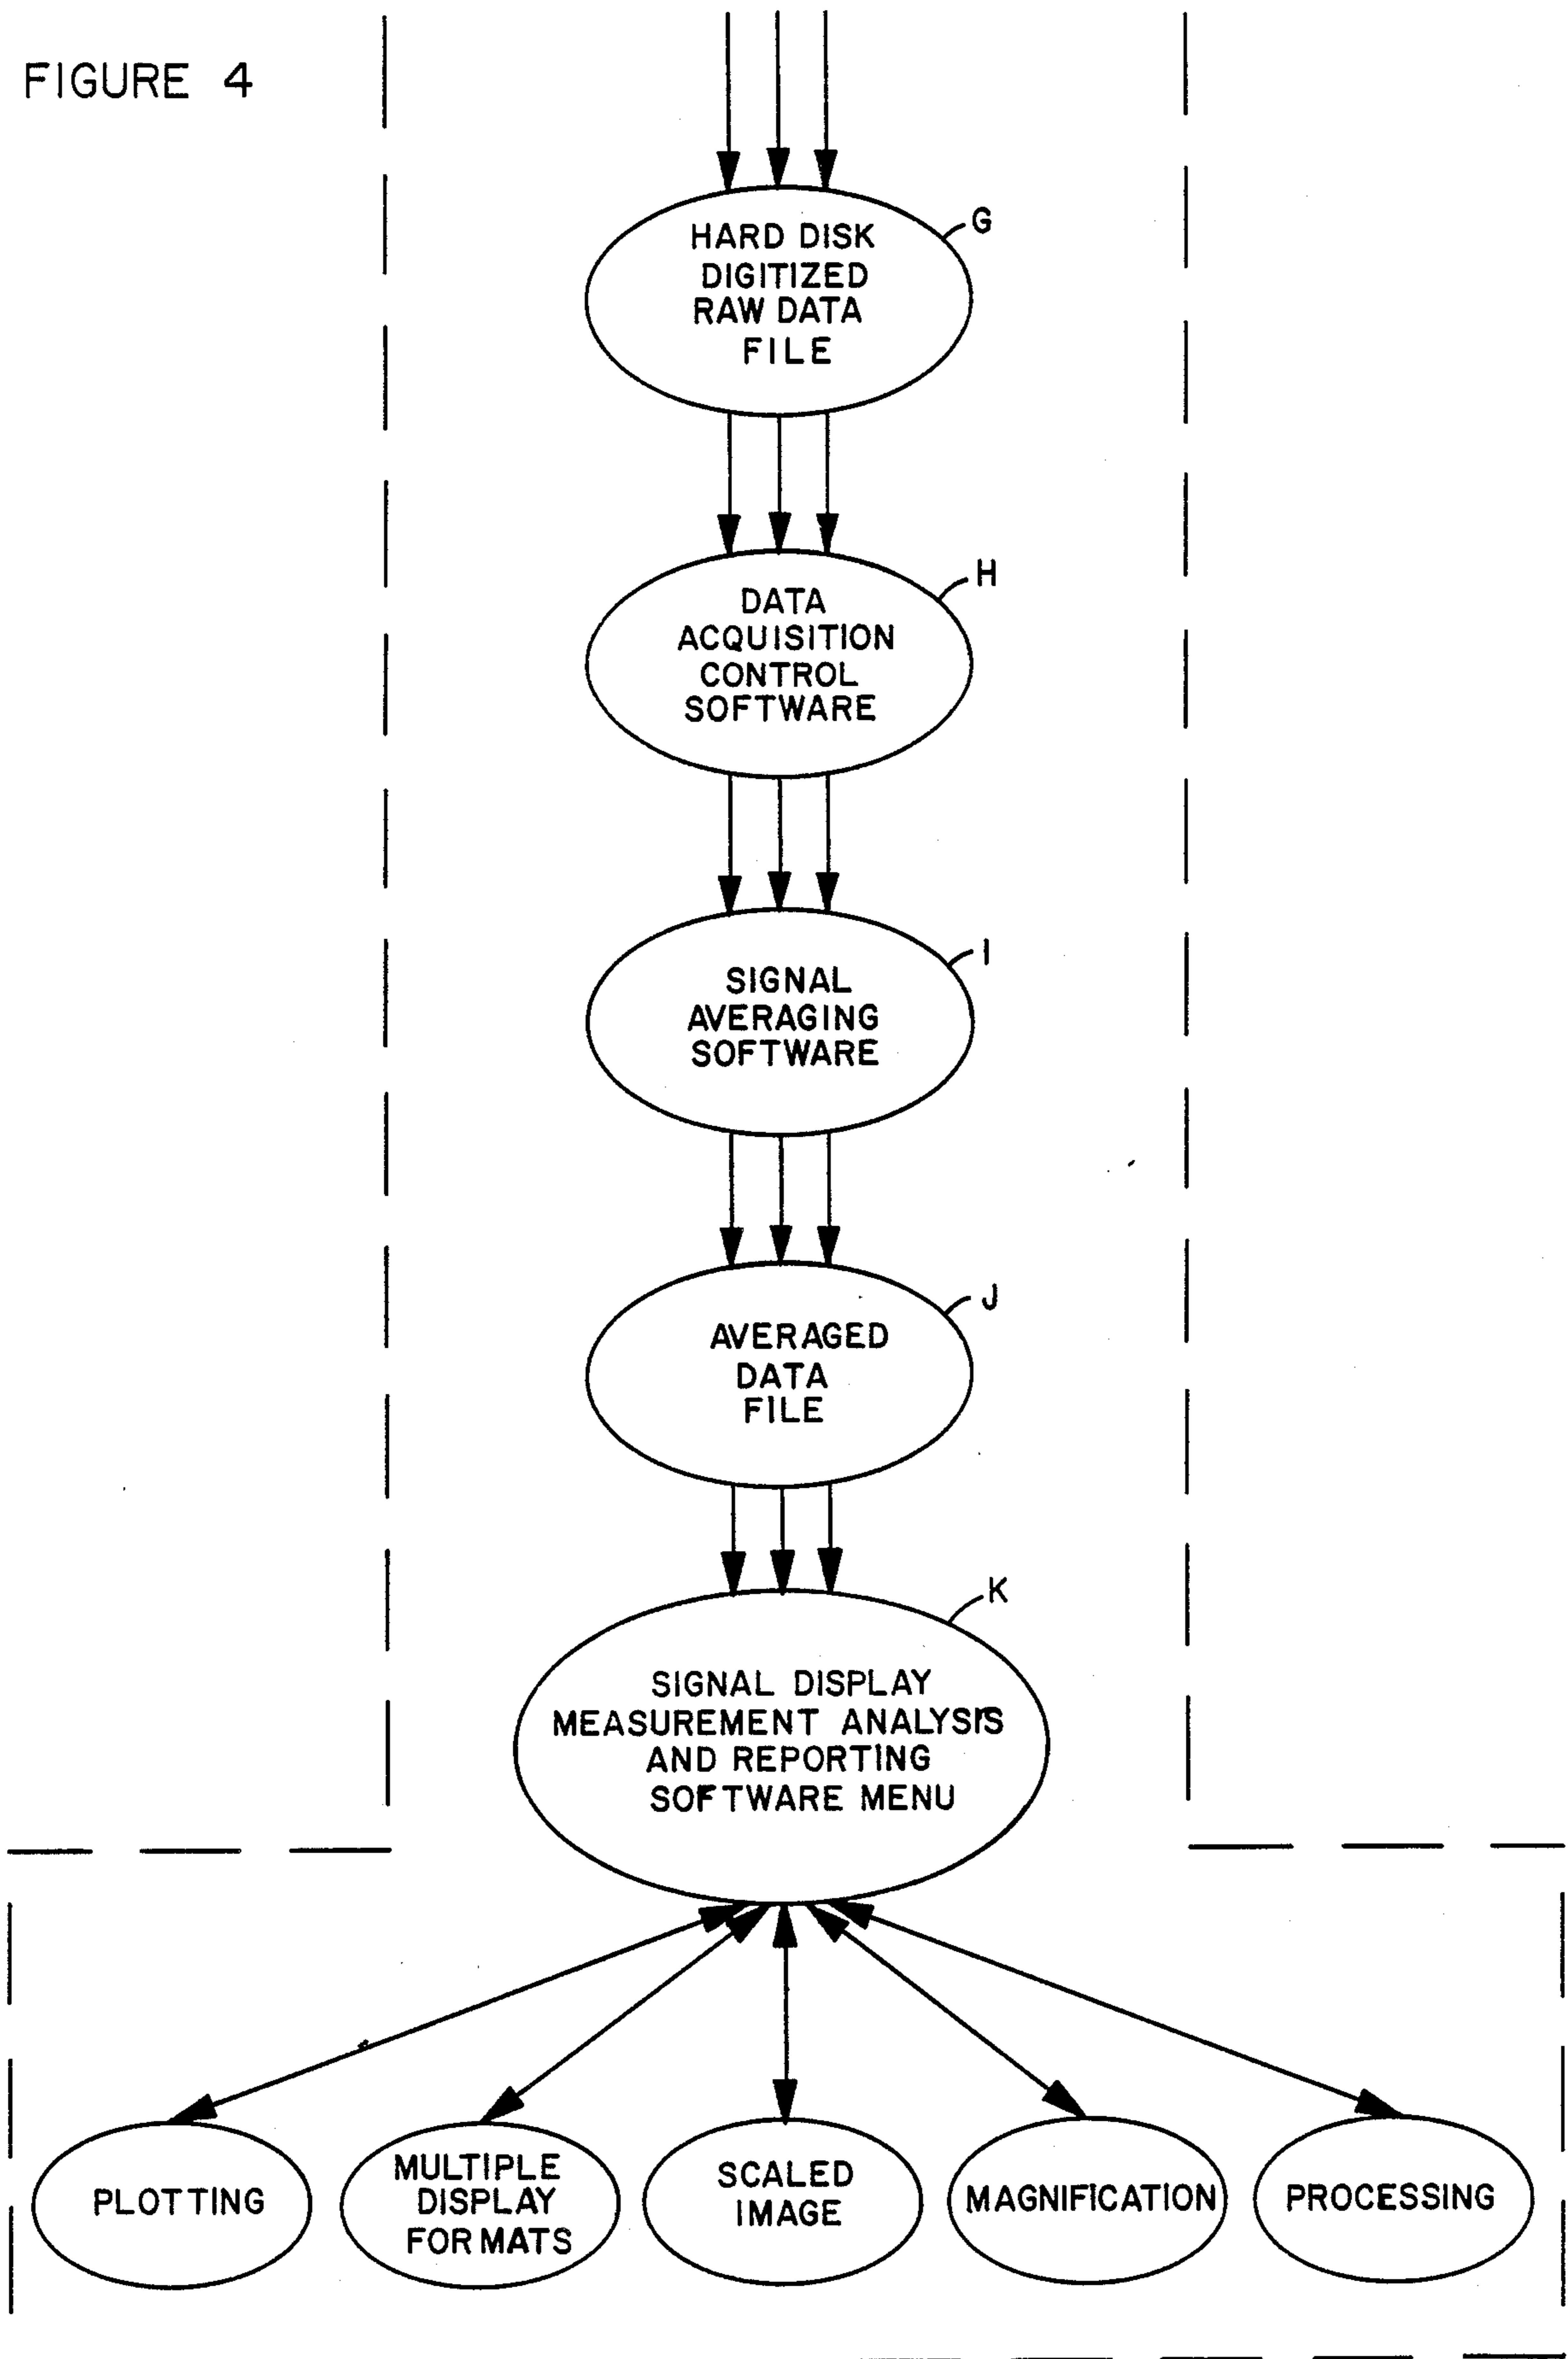 FIGURE 4
G
HARD DISK
DIGITIZED
RAW DATA
FILE
H
DATA
ACQUISITION
CONTROL
SOFTWARE
I
SIGNAL
AVERAGING
SOFTWARE
J
AVERAGED
DATA
FILE
K
SIGNAL DISPLAY
MEASUREMENT ANALYSIS
AND REPORTING
SOFTWARE MENU
PLOTTING
MULTIPLE
DISPLAY
FORMATS
SCALED
IMAGE
MAGNIFICATION
PROCESSING